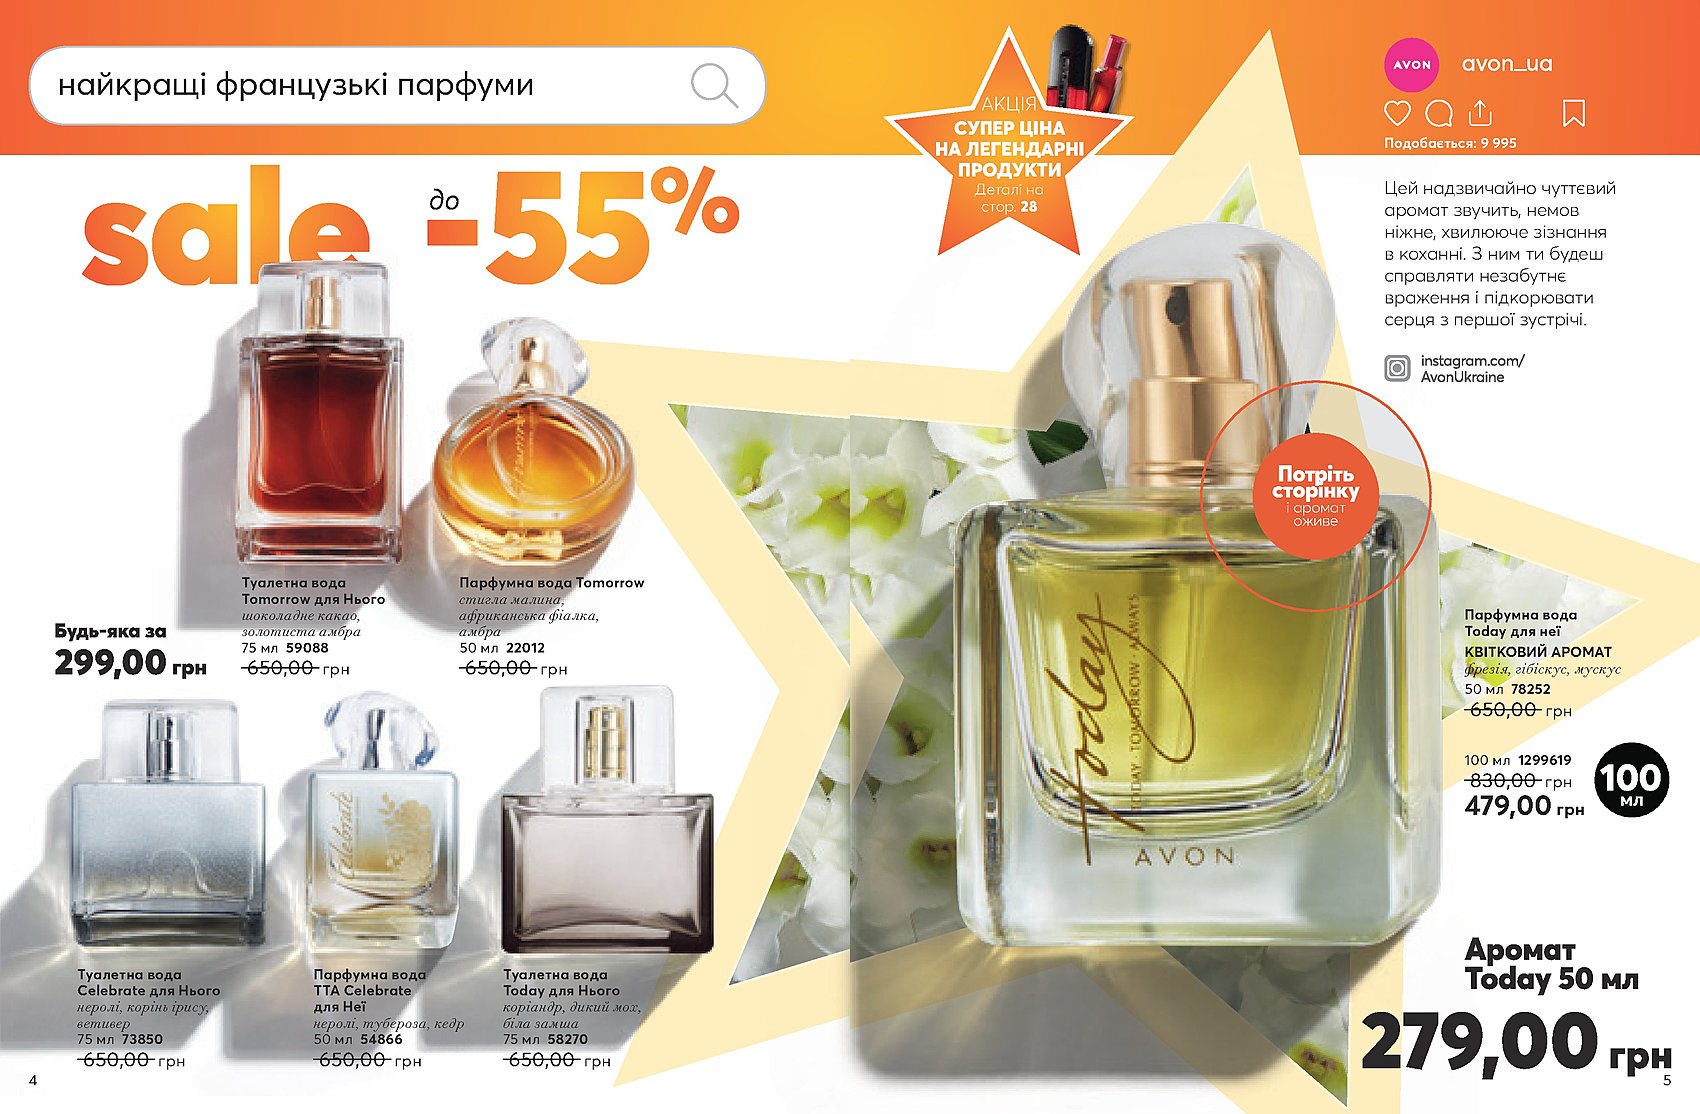 найкращі французькі парфуми
sale до -55%
АКЦІЯ
СУПЕР ЦІНА
НА ЛЕГЕНДАРНІ
ПРОДУКТИ
Деталі на
стор. 28
AVON
avon_ua
Подобається: 9 995
Цей надзвичайно чуттєвий
аромат звучить, немов
ніжне, хвилююче зізнання
в коханні. З ним ти будеш
справляти незабутнє
враження і підкорювати
серця з першої зустрічі.
instagram.com/
AvonUkraine
Потріть
сторінку
і аромат
оживе
Туалетна вода
Tomorrow для Нього
шоколадне какао,
золотиста амбра
75 мл 59088
650,00 грн
Парфумна вода Tomorrow
стигла малина,
африканська фіалка,
амбра
50 мл 22012
650,00 грн
Будь-яка за
299,00 грн
Celebrate
Today
TODAY · TOMORROW · ALWAYS
AVON
Туалетна вода
Celebrate для Нього
неролі, корінь ірису,
ветивер
75 мл 73850
650,00 грн
Парфумна вода
TTA Celebrate
для Неї
неролі, тубероза, кедр
50 мл 54866
650,00 грн
Туалетна вода
Today для Нього
коріандр, дикий мох,
біла замша
75 мл 58270
650,00 грн
Парфумна вода
Today для неї
КВІТКОВИЙ АРОМАТ
фрезія, гібіскус, мускус
50 мл 78252
650,00 грн
100 мл 1299619
830,00 грн
479,00 грн
100
МЛ
Аромат
Today 50 мл
279,00 грн
4
5